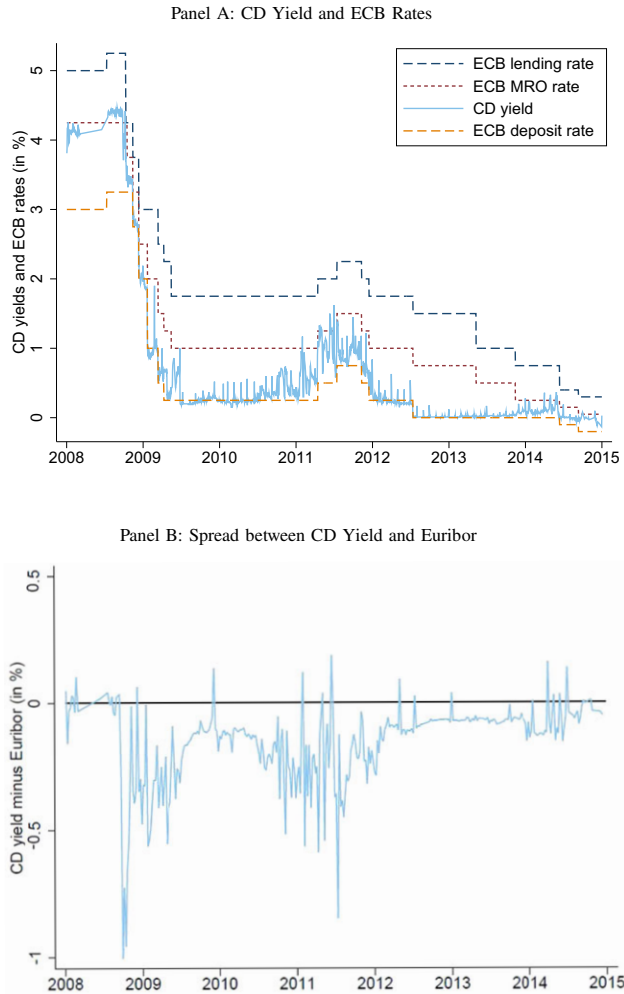 Panel A: CD Yield and ECB Rates
CD yields and ECB rates (in %)
5
4
3
2
1
0
ECB lending rate
ECB MRO rate
CD yield
ECB deposit rate
2008 2009 2010 2011 2012 2013 2014 2015
Panel B: Spread between CD Yield and Euribor
CD yield minus Euribor (in %)
0.5
0
-0.5
-1
2008 2009 2010 2011 2012 2013 2014 2015